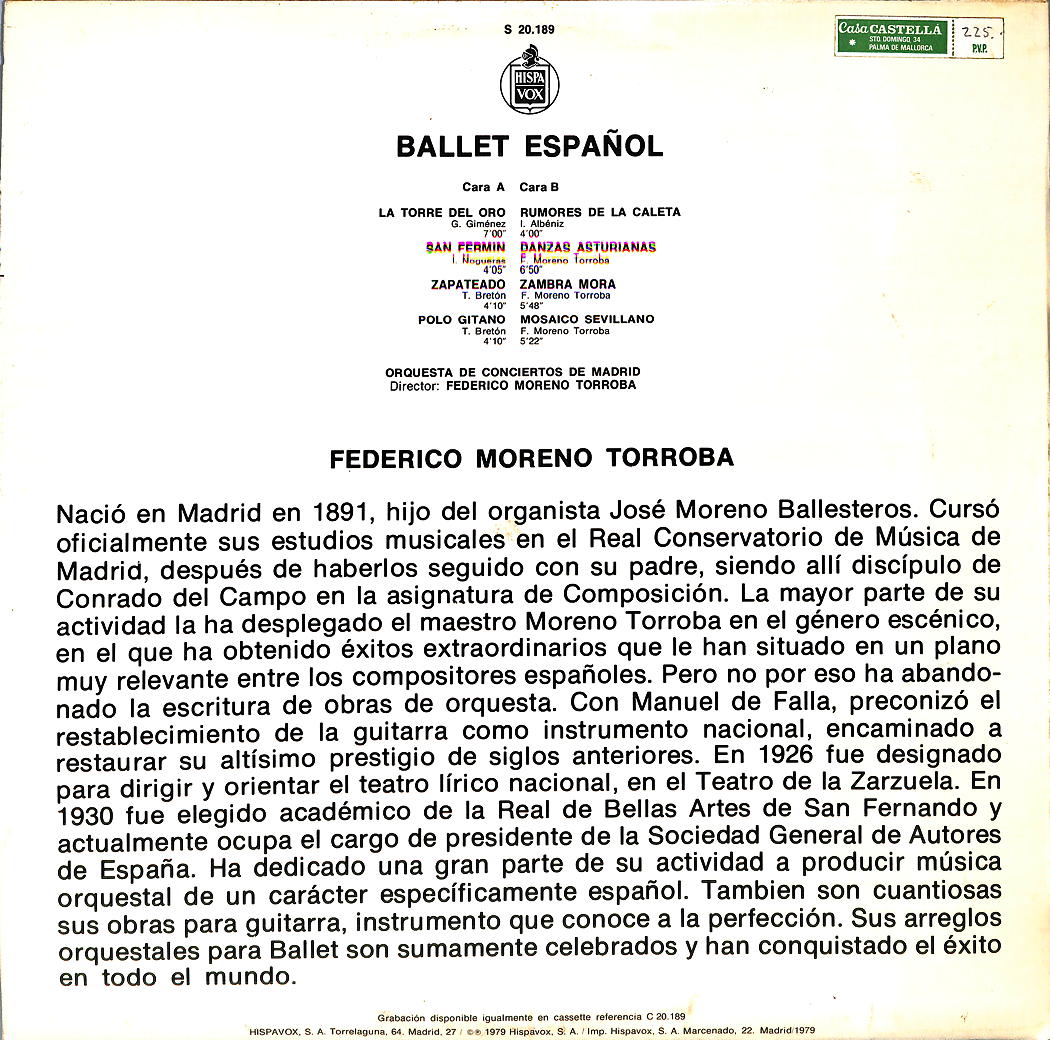 S 20.189
Casa CASTELLÁ
STO. DOMINGO 34
PALMA DE MALLORCA
225.
P.V.P.
HISPA
VOX
BALLET ESPAÑOL
Cara A Cara B
LA TORRE DEL ORO RUMORES DE LA CALETA
G. Giménez I. Albéniz
7'00" 4'00"
SAN FERMIN DANZAS ASTURIANAS
I. Nogueras F. Moreno Torroba
4'05" 6'50"
ZAPATEADO ZAMBRA MORA
T. Bretón F. Moreno Torroba
4'10" 5'48"
POLO GITANO MOSAICO SEVILLANO
T. Bretón F. Moreno Torroba
4'10" 5'22"
ORQUESTA DE CONCIERTOS DE MADRID
Director: FEDERICO MORENO TORROBA
FEDERICO MORENO TORROBA
Nació en Madrid en 1891, hijo del organista José Moreno Ballesteros. Cursó
oficialmente sus estudios musicales en el Real Conservatorio de Música de
Madrid, después de haberlos seguido con su padre, siendo allí discípulo de
Conrado del Campo en la asignatura de Composición. La mayor parte de su
actividad la ha desplegado el maestro Moreno Torroba en el género escénico,
en el que ha obtenido éxitos extraordinarios que le han situado en un plano
muy relevante entre los compositores españoles. Pero no por eso ha abando-
nado la escritura de obras de orquesta. Con Manuel de Falla, preconizó el
restablecimiento de la guitarra como instrumento nacional, encaminado a
restaurar su altísimo prestigio de siglos anteriores. En 1926 fue designado
para dirigir y orientar el teatro lírico nacional, en el Teatro de la Zarzuela. En
1930 fue elegido académico de la Real de Bellas Artes de San Fernando y
actualmente ocupa el cargo de presidente de la Sociedad General de Autores
de España. Ha dedicado una gran parte de su actividad a producir música
orquestal de un carácter específicamente español. Tambien son cuantiosas
sus obras para guitarra, instrumento que conoce a la perfección. Sus arreglos
orquestales para Ballet son sumamente celebrados y han conquistado el éxito
en todo el mundo.
Grabación disponible igualmente en cassette referencia C 20.189
HISPAVOX, S. A. Torrelaguna, 64. Madrid, 27 / ©℗ 1979 Hispavox, S. A. / Imp. Hispavox, S. A. Marcenado, 22. Madrid/1979